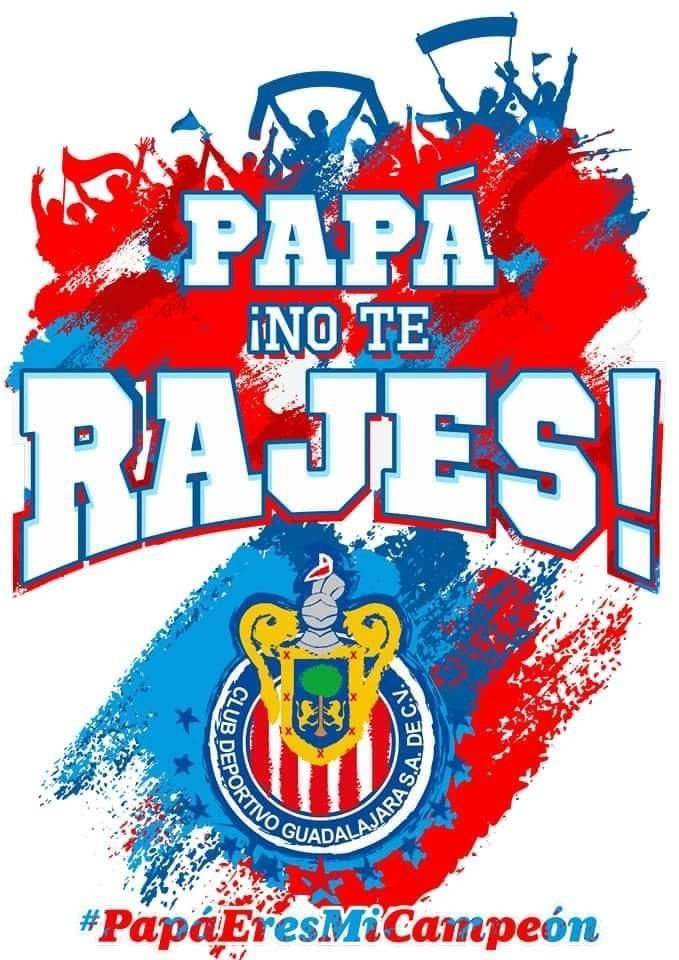 PAPÁ
¡NO TE
RAJES!
CLUB DEPORTIVO GUADALAJARA S.A. DE C.V.
#PapáEresMiCampeón